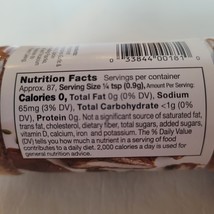 0 33844 00181 0
Nutrition Facts Servings per container
Approx. 87, Serving Size ¼ tsp (0.9g), Amount Per Serving:
Calories 0, Total Fat 0g (0% DV), Sodium
65mg (3% DV), Total Carbohydrate <1g (0%
DV), Protein 0g. Not a significant source of saturated fat,
trans fat, cholesterol, dietary fiber, total sugars, added sugars,
vitamin D, calcium, iron and potassium. The % Daily Value
(DV) tells you how much a nutrient in a serving of food
contributes to a daily diet. 2,000 calories a day is used for
general nutrition advice.